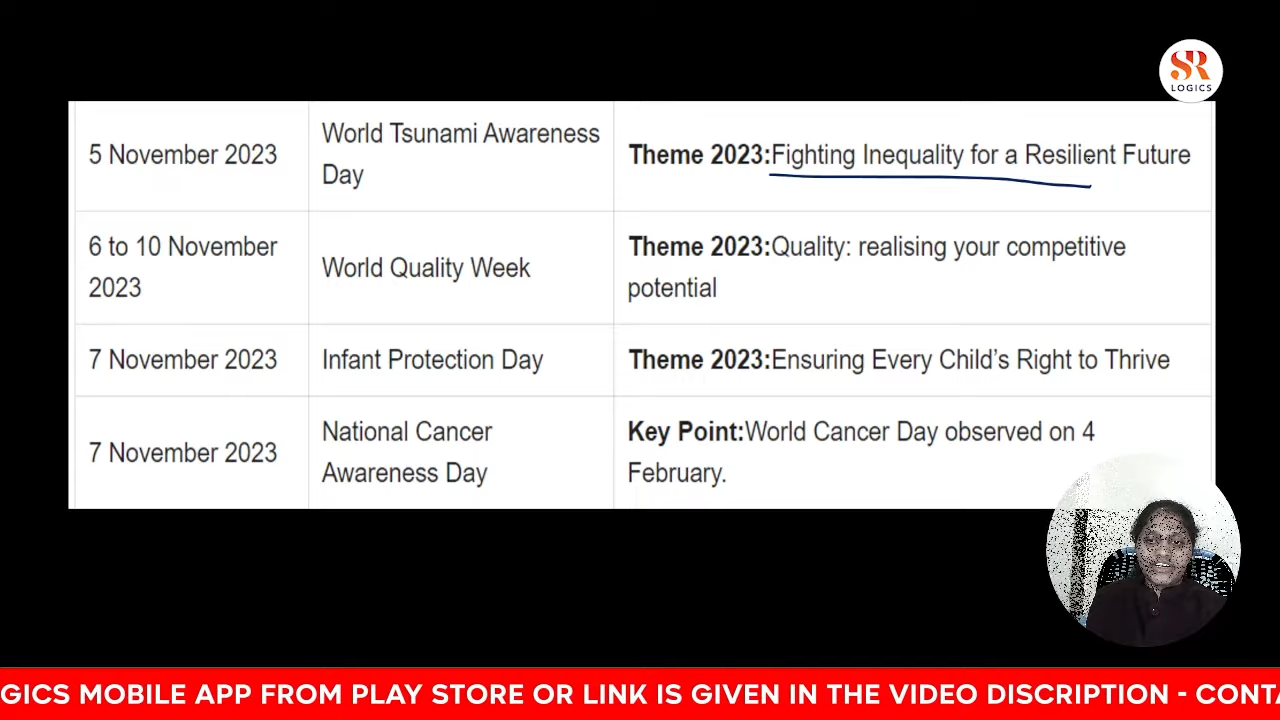 SR
LOGICS
5 November 2023
World Tsunami Awareness
Day
Theme 2023:Fighting Inequality for a Resilient Future
6 to 10 November
2023
World Quality Week
Theme 2023:Quality: realising your competitive
potential
7 November 2023
Infant Protection Day
Theme 2023:Ensuring Every Child’s Right to Thrive
7 November 2023
National Cancer
Awareness Day
Key Point:World Cancer Day observed on 4
February.
GICS MOBILE APP FROM PLAY STORE OR LINK IS GIVEN IN THE VIDEO DISCRIPTION - CONTA